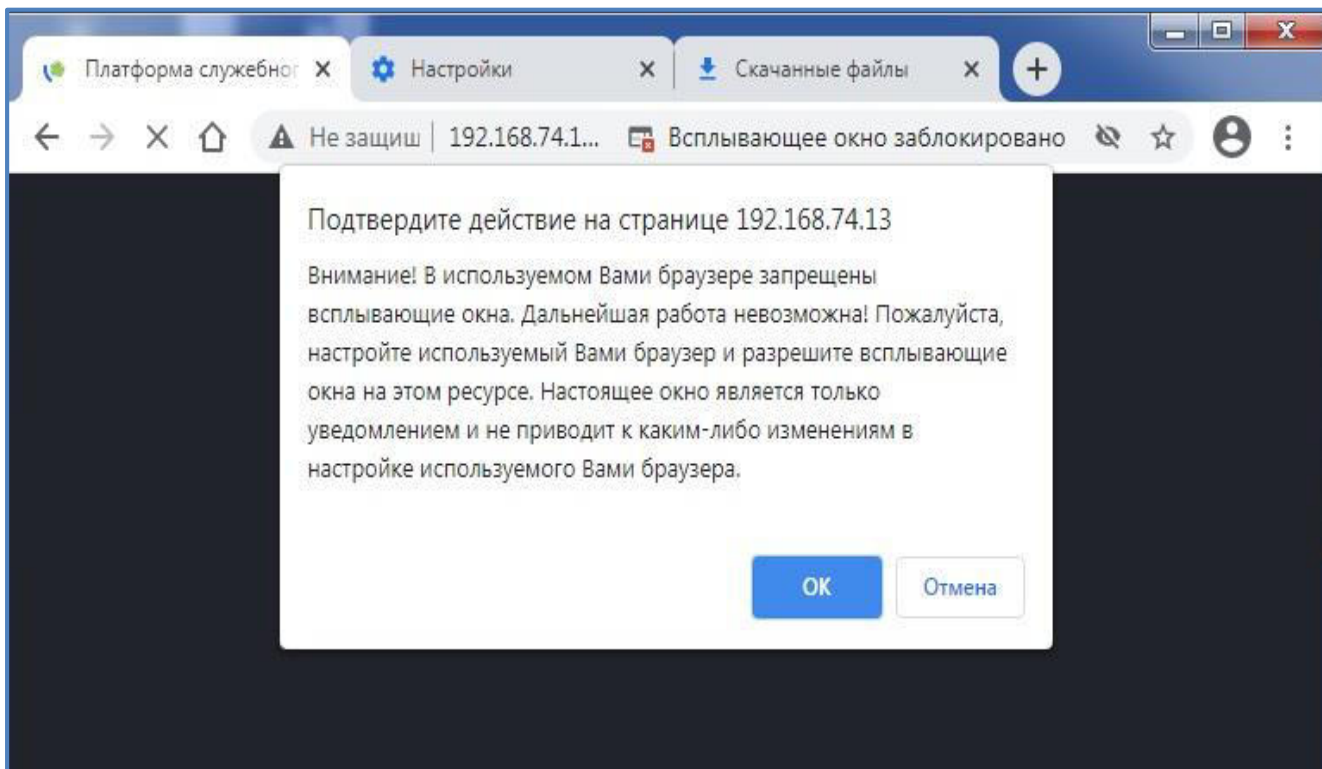 Платформа служебног
Настройки
Скачанные файлы
Не защищ
192.168.74.1...
Всплывающее окно заблокировано
Подтвердите действие на странице 192.168.74.13
Внимание! В используемом Вами браузере запрещены
всплывающие окна. Дальнейшая работа невозможна! Пожалуйста,
настройте используемый Вами браузер и разрешите всплывающие
окна на этом ресурсе. Настоящее окно является только
уведомлением и не приводит к каким-либо изменениям в
настройке используемого Вами браузера.
ОК
Отмена